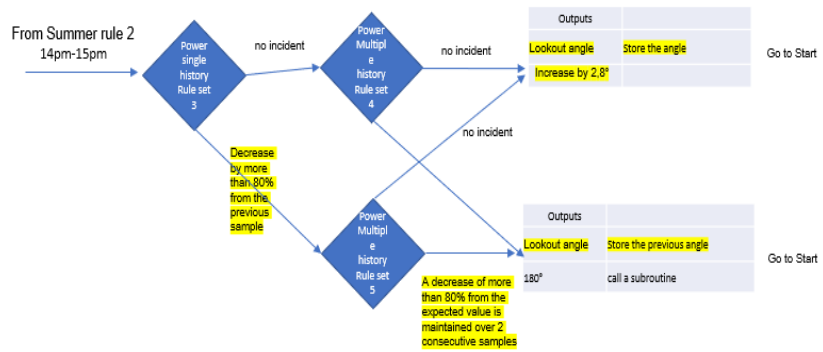 From Summer rule 2
14pm-15pm
Power
single
history
Rule set
3
no incident
Power
Multipl
e
history
Rule set
4
no incident
Outputs
Lookout angle Store the angle
Increase by 2,8°
Go to Start
no incident
Decrease
by more
than 80%
from the
previous
sample
Power
Multipl
e
history
Rule set
5
A decrease of more
than 80% from the
expected value is
maintained over 2
consecutive samples
Outputs
Lookout angle Store the previous angle
180° call a subroutine
Go to Start